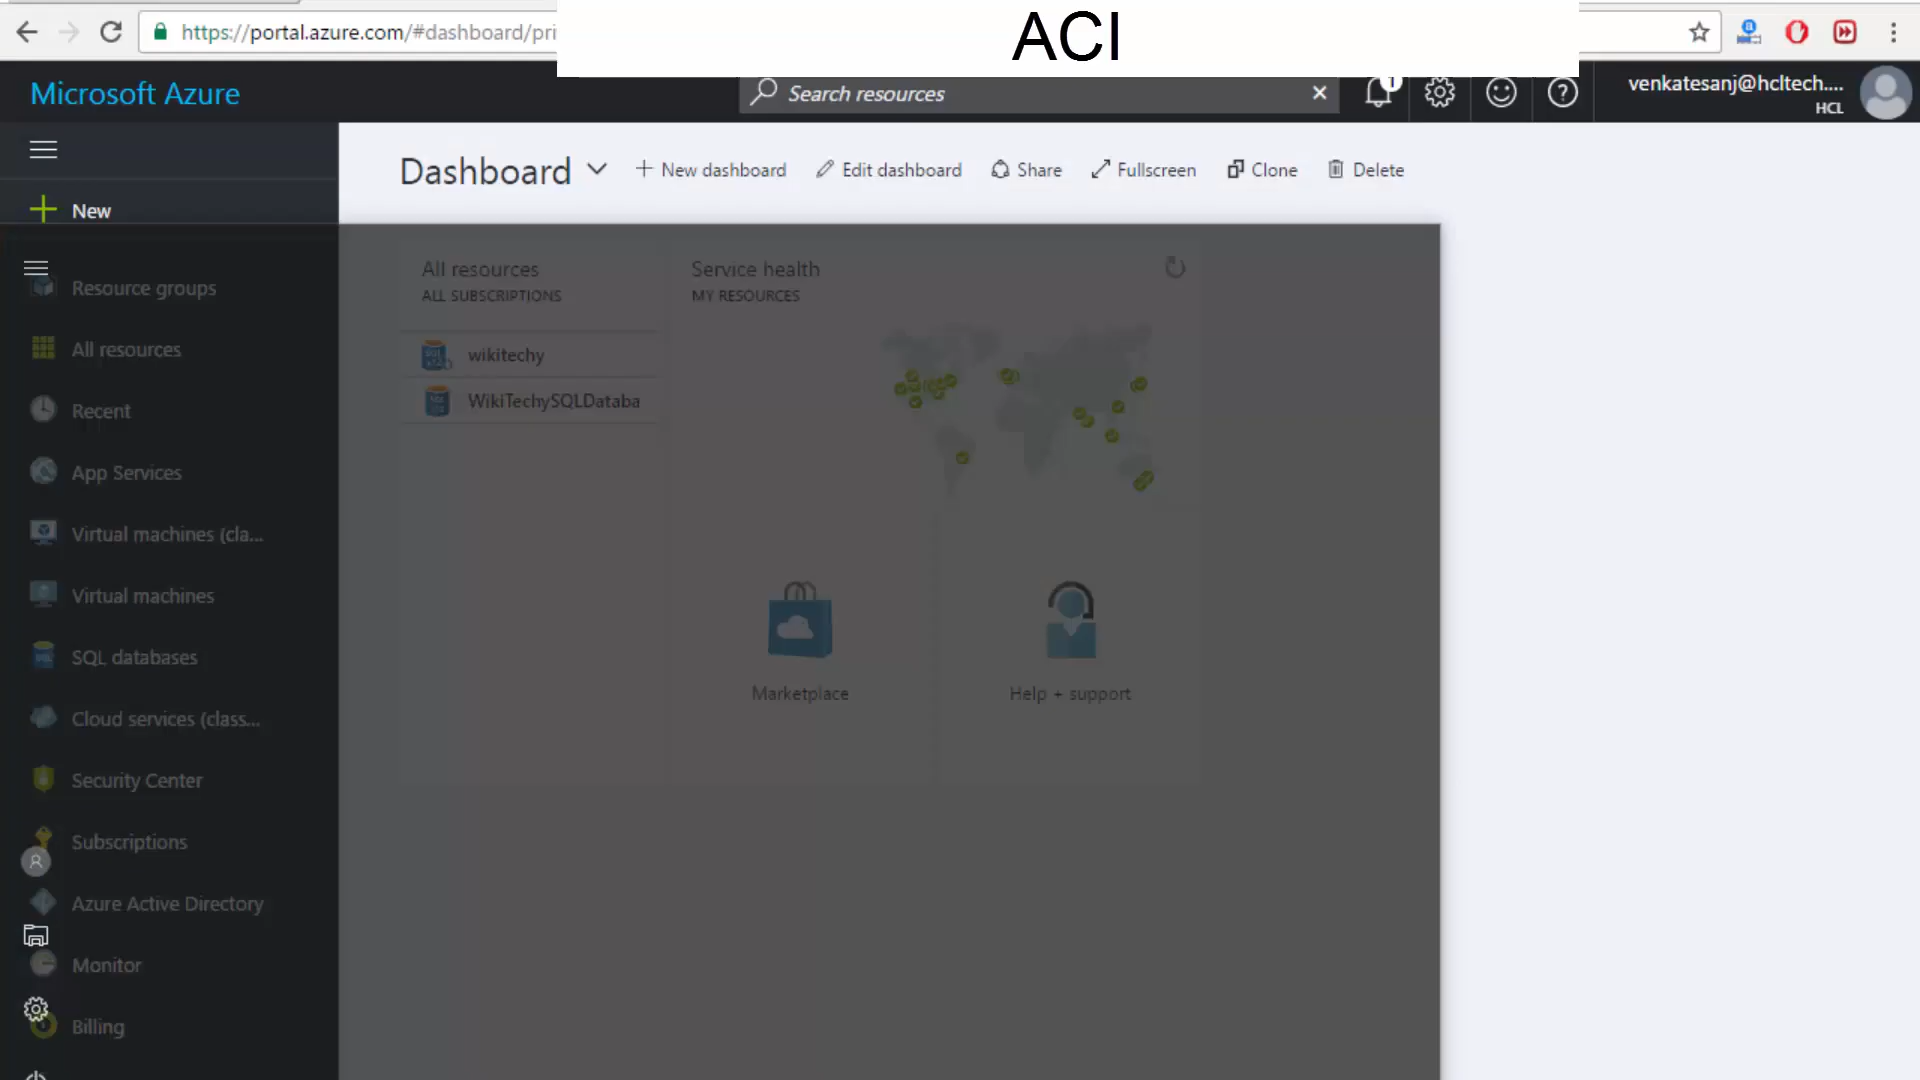 https://portal.azure.com/#dashboard/pri
ACI
Microsoft Azure
Search resources
1
venkatesanj@hcltech....
HCL
Dashboard
New dashboard
Edit dashboard
Share
Fullscreen
Clone
Delete
New
Resource groups
All resources
Recent
App Services
Virtual machines (cla...
Virtual machines
SQL databases
Cloud services (class...
Security Center
Subscriptions
Azure Active Directory
Monitor
Billing
All resources
ALL SUBSCRIPTIONS
wikitechy
WikiTechySQLDataba
Service health
MY RESOURCES
Marketplace
Help + support